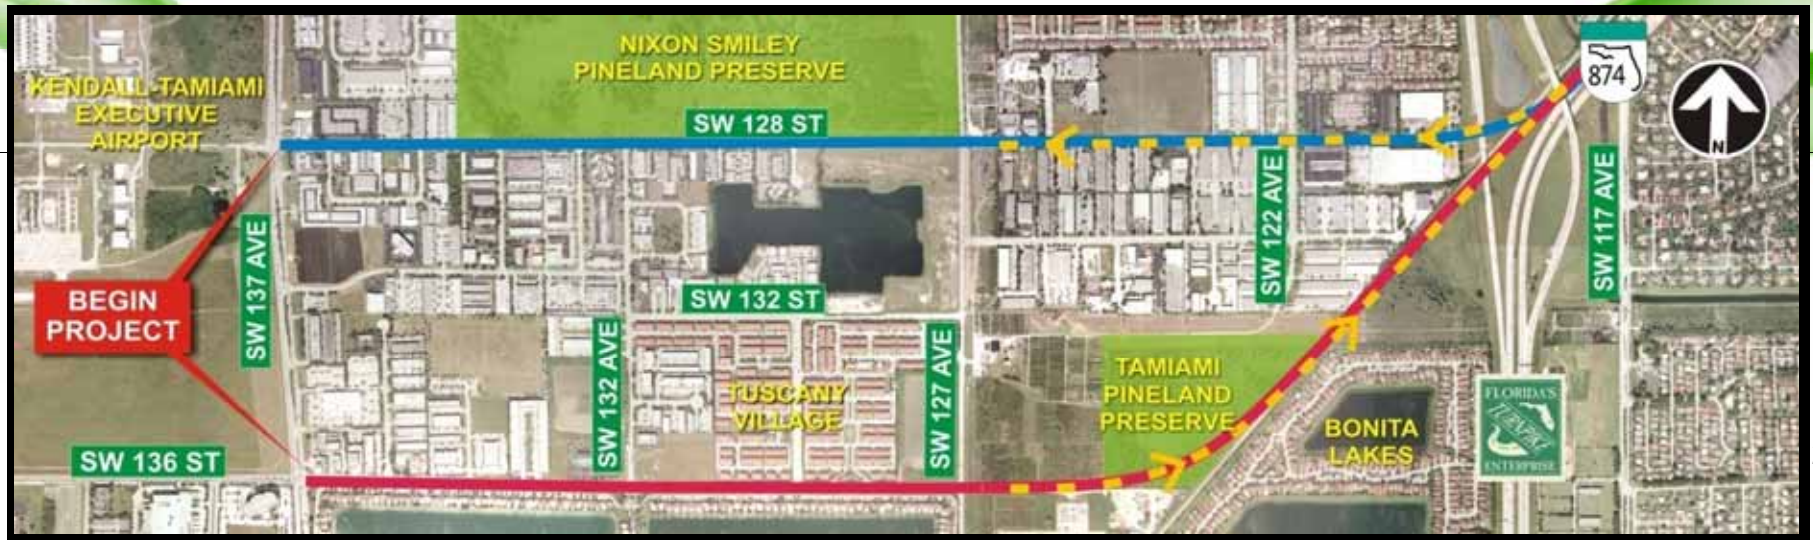 NIXON SMILEY
PINELAND PRESERVE
874
KENDALL-TAMIAMI
EXECUTIVE
AIRPORT
SW 128 ST
N
SW 137 AVE
SW 122 AVE
SW 117 AVE
BEGIN
PROJECT
SW 132 ST
SW 132 AVE
SW 127 AVE
TUSCANY
VILLAGE
TAMIAMI
PINELAND
PRESERVE
BONITA
LAKES
FLORIDA'S
TURNPIKE
ENTERPRISE
SW 136 ST